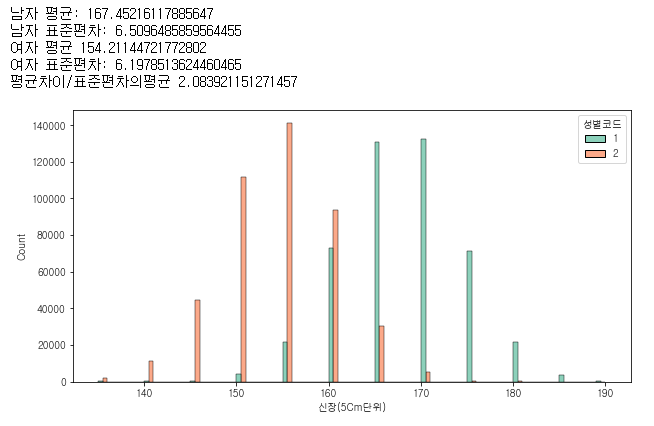 남자 평균: 167.45216117885647
남자 표준편차: 6.5096485859564455
여자 평균 154.21144721772802
여자 표준편차: 6.1978513624460465
평균차이/표준편차의평균 2.083921151271457
성별코드
1
2
140000
120000
100000
80000
60000
40000
20000
0
Count
140 150 160 170 180 190
신장(5Cm단위)